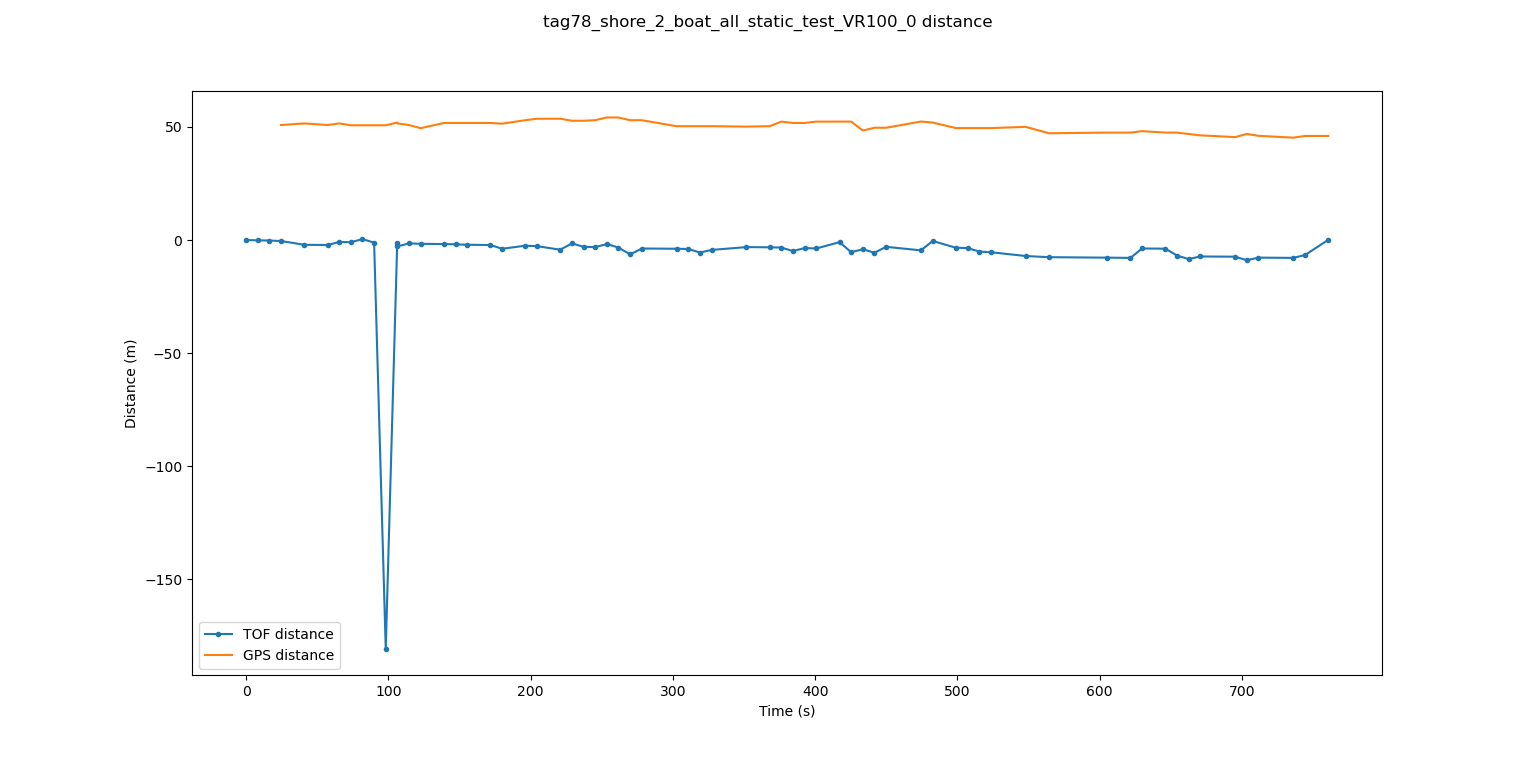 tag78_shore_2_boat_all_static_test_VR100_0 distance
50
0
−50
−100
−150
Distance (m)
TOF distance
GPS distance
0 100 200 300 400 500 600 700
Time (s)